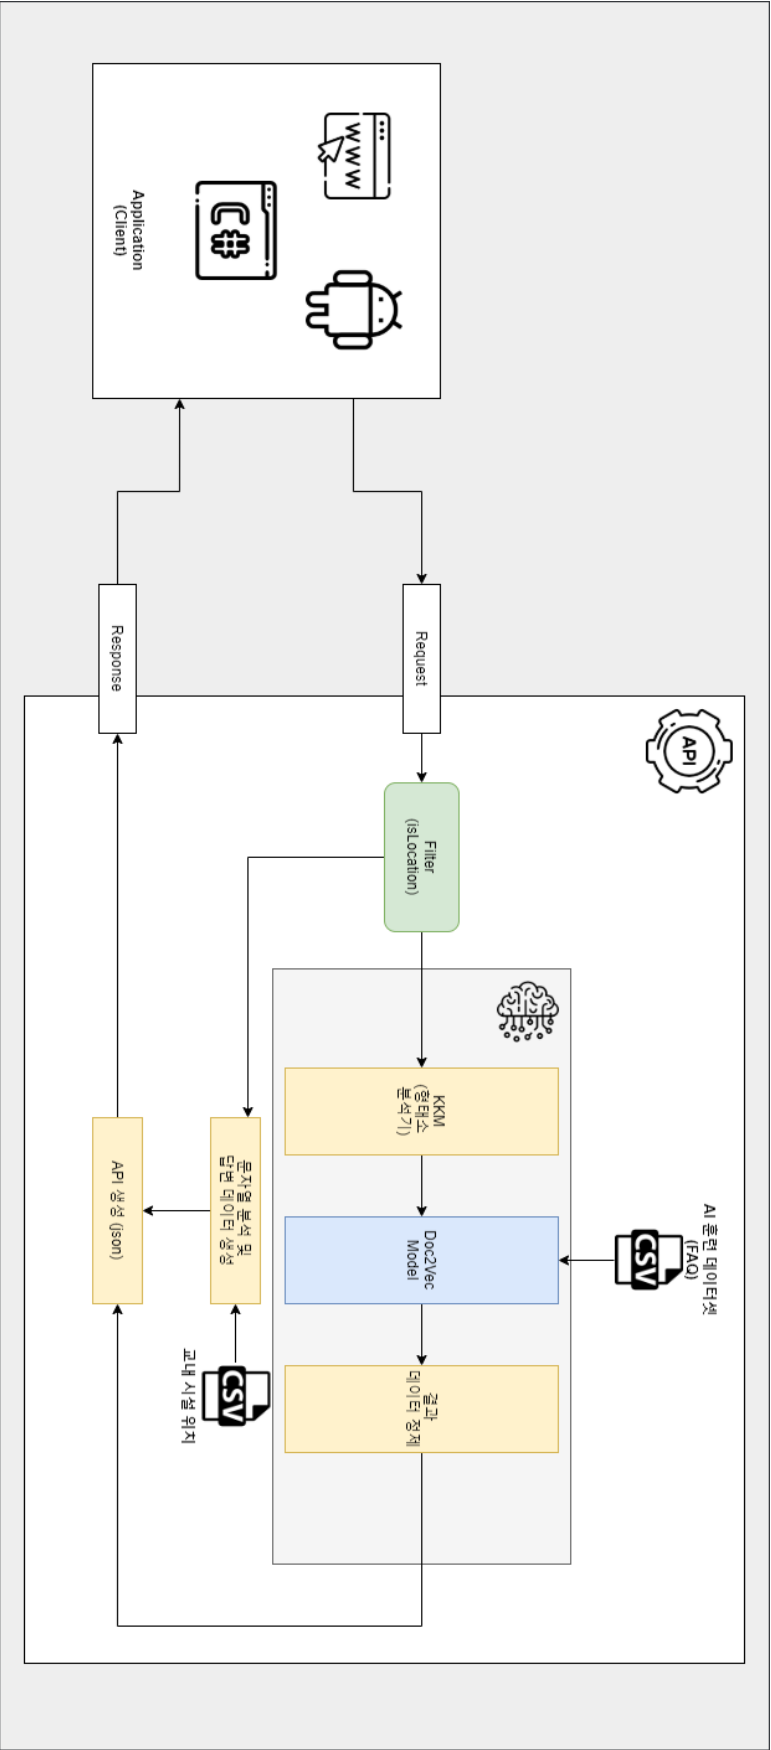 WWW
C#
Application
(Client)
Request
Response
API
Filter
(isLocation)
KKM
(형태소
분석기)
Doc2Vec
Model
결과
데이터 정제
AI 훈련 데이터셋
(FAQ)
CSV
문자열 분석 및
답변 데이터 생성
CSV
교내 시설 위치
API 생성 (json)